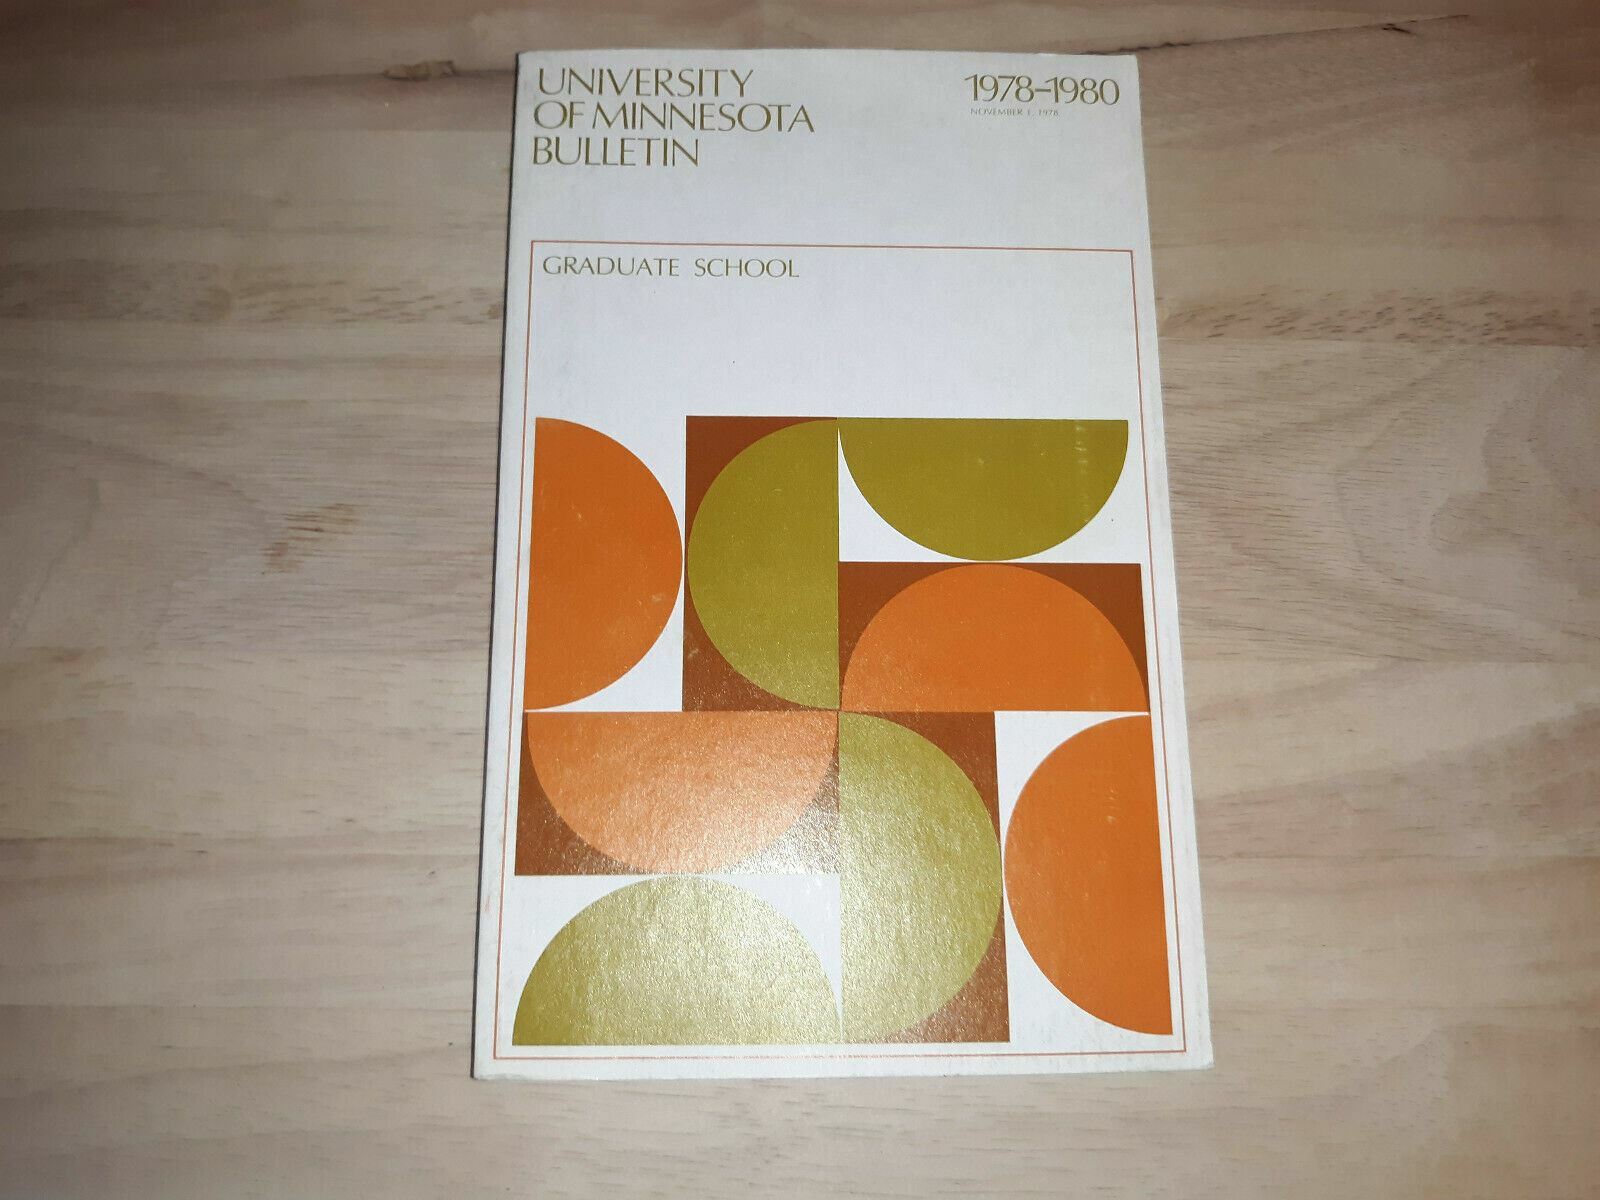 UNIVERSITY
OF MINNESOTA
BULLETIN
1978-1980
NOVEMBER 1, 1978
GRADUATE SCHOOL